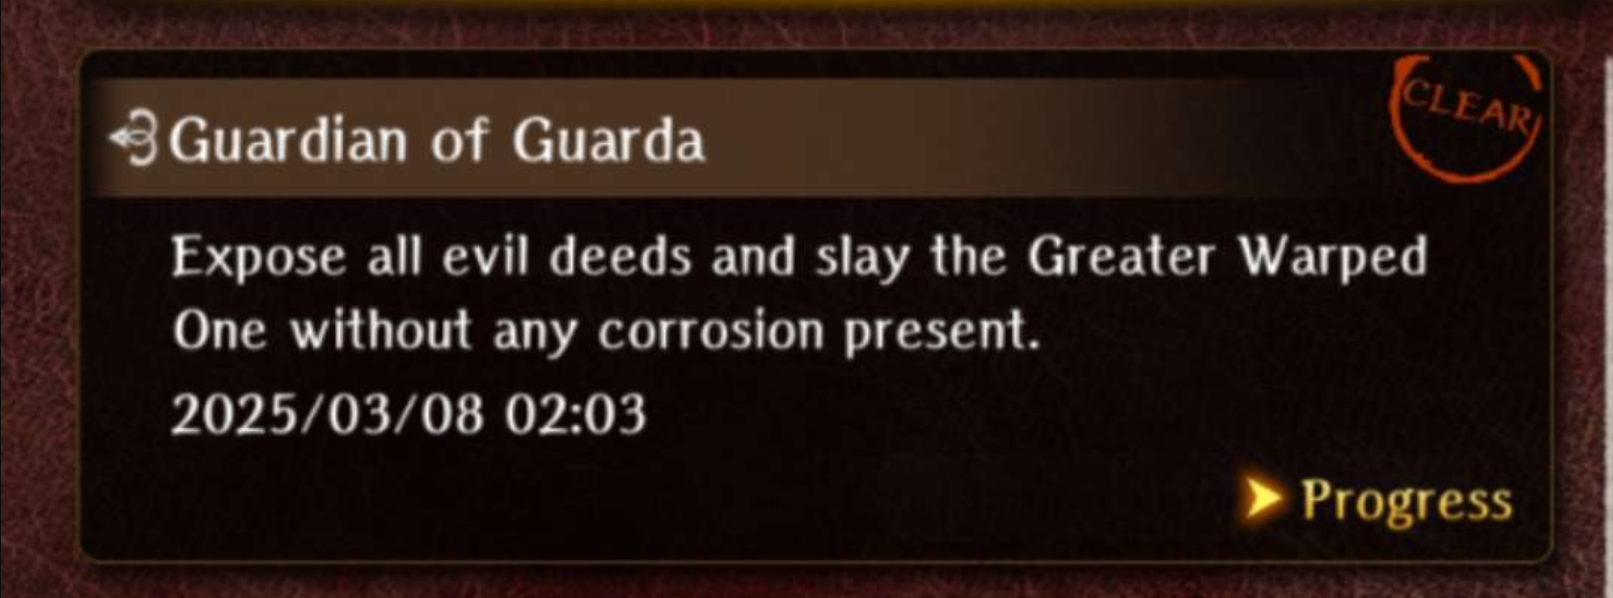 Guardian of Guarda
CLEAR
Expose all evil deeds and slay the Greater Warped
One without any corrosion present.
2025/03/08 02:03
Progress